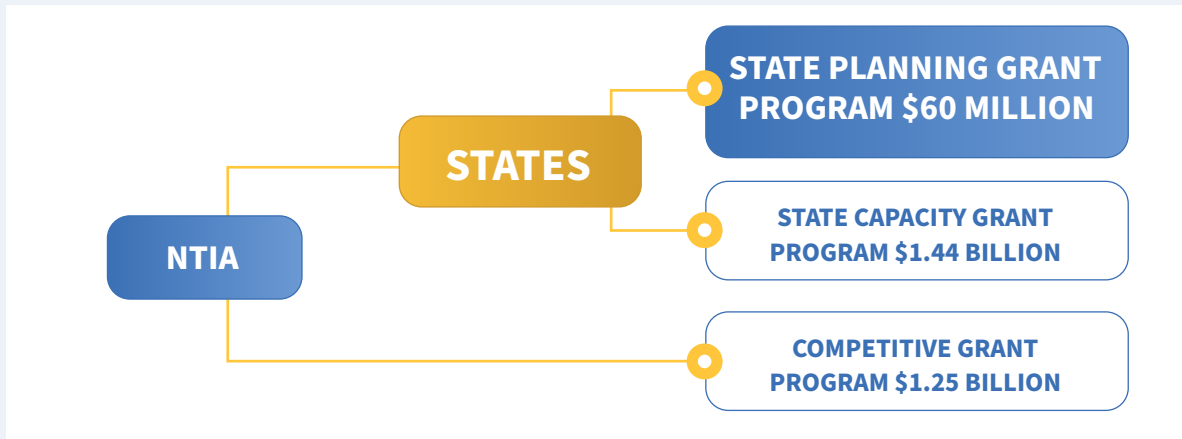 STATE PLANNING GRANT
PROGRAM $60 MILLION
STATES
STATE CAPACITY GRANT
PROGRAM $1.44 BILLION
NTIA
COMPETITIVE GRANT
PROGRAM $1.25 BILLION